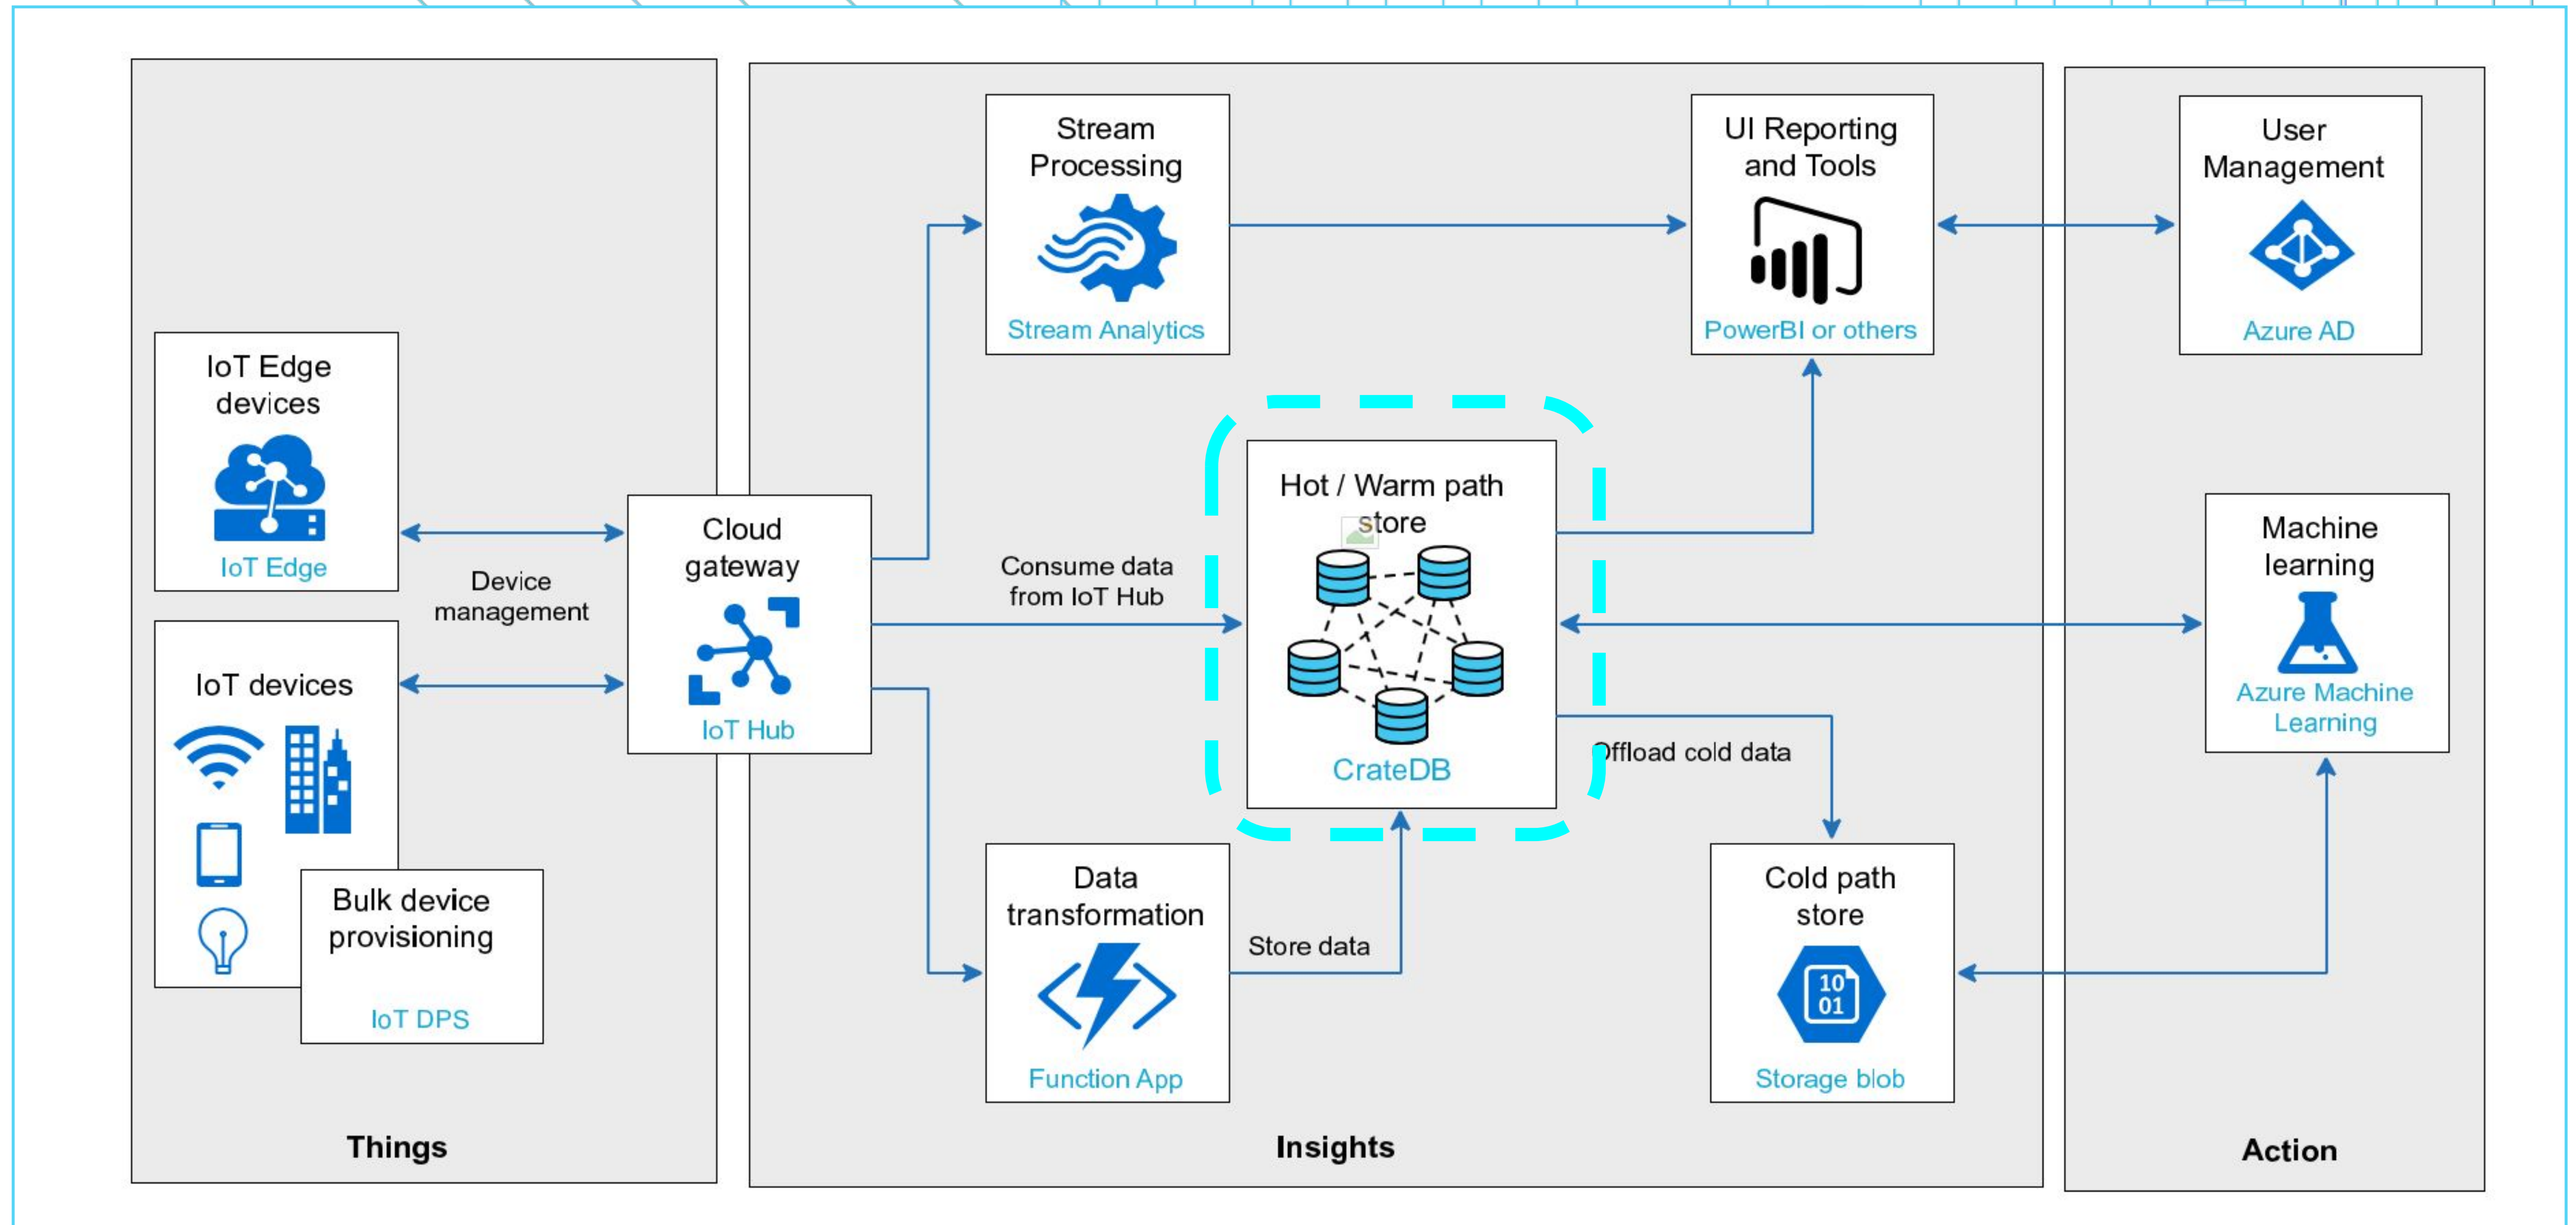 Stream
Processing
Stream Analytics
UI Reporting
and Tools
PowerBI or others
User
Management
Azure AD
IoT Edge
devices
IoT Edge
Device
management
IoT devices
Bulk device
provisioning
IoT DPS
Cloud
gateway
IoT Hub
Consume data
from IoT Hub
Hot / Warm path
store
CrateDB
Machine
learning
Azure Machine
Learning
Offload cold data
Data
transformation
Function App
Store data
Cold path
store
10
01
Storage blob
Things
Insights
Action